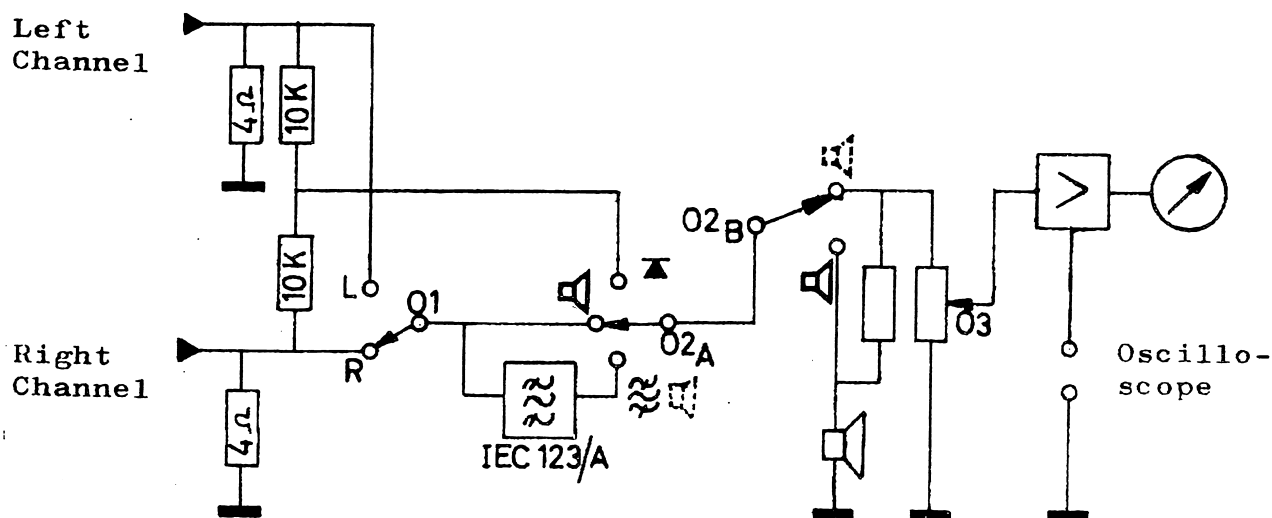 Left
Channel
4Ω
10K
10K
L
O1
O2B
O2A
O3
Right
Channel
R
4Ω
IEC 123/A
Oscillo-
scope